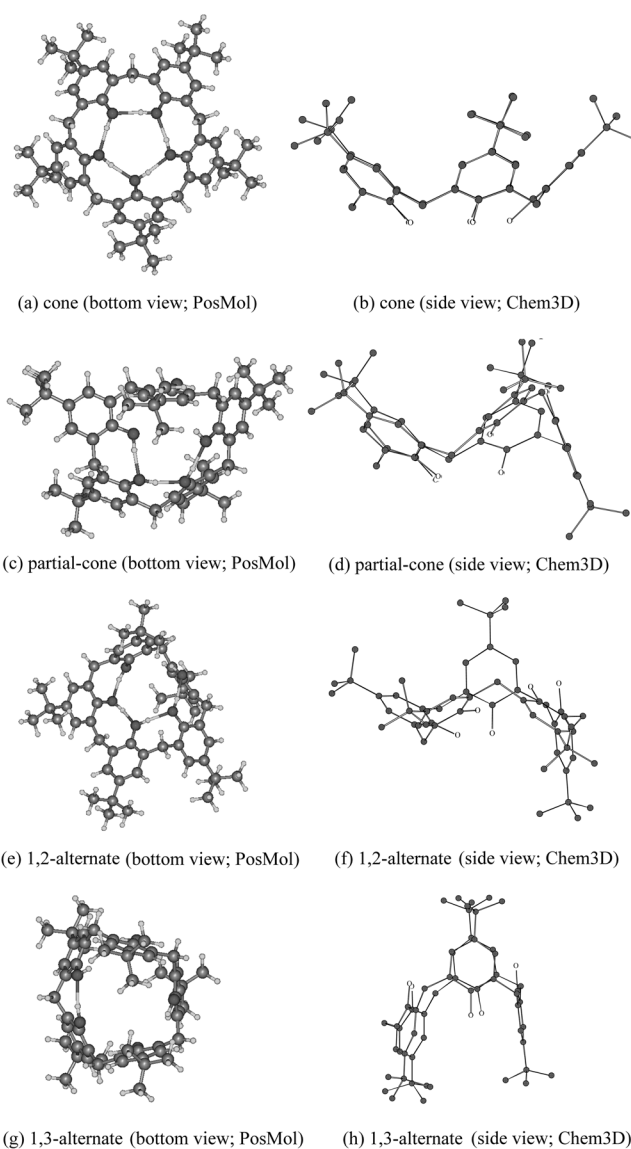 O O O
(a) cone (bottom view; PosMol) (b) cone (side view; Chem3D)
O O
O
O
(c) partial-cone (bottom view; PosMol) (d) partial-cone (side view; Chem3D)
O O
O
O O
(e) 1,2-alternate (bottom view; PosMol) (f) 1,2-alternate (side view; Chem3D)
O
O
O O
(g) 1,3-alternate (bottom view; PosMol) (h) 1,3-alternate (side view; Chem3D)